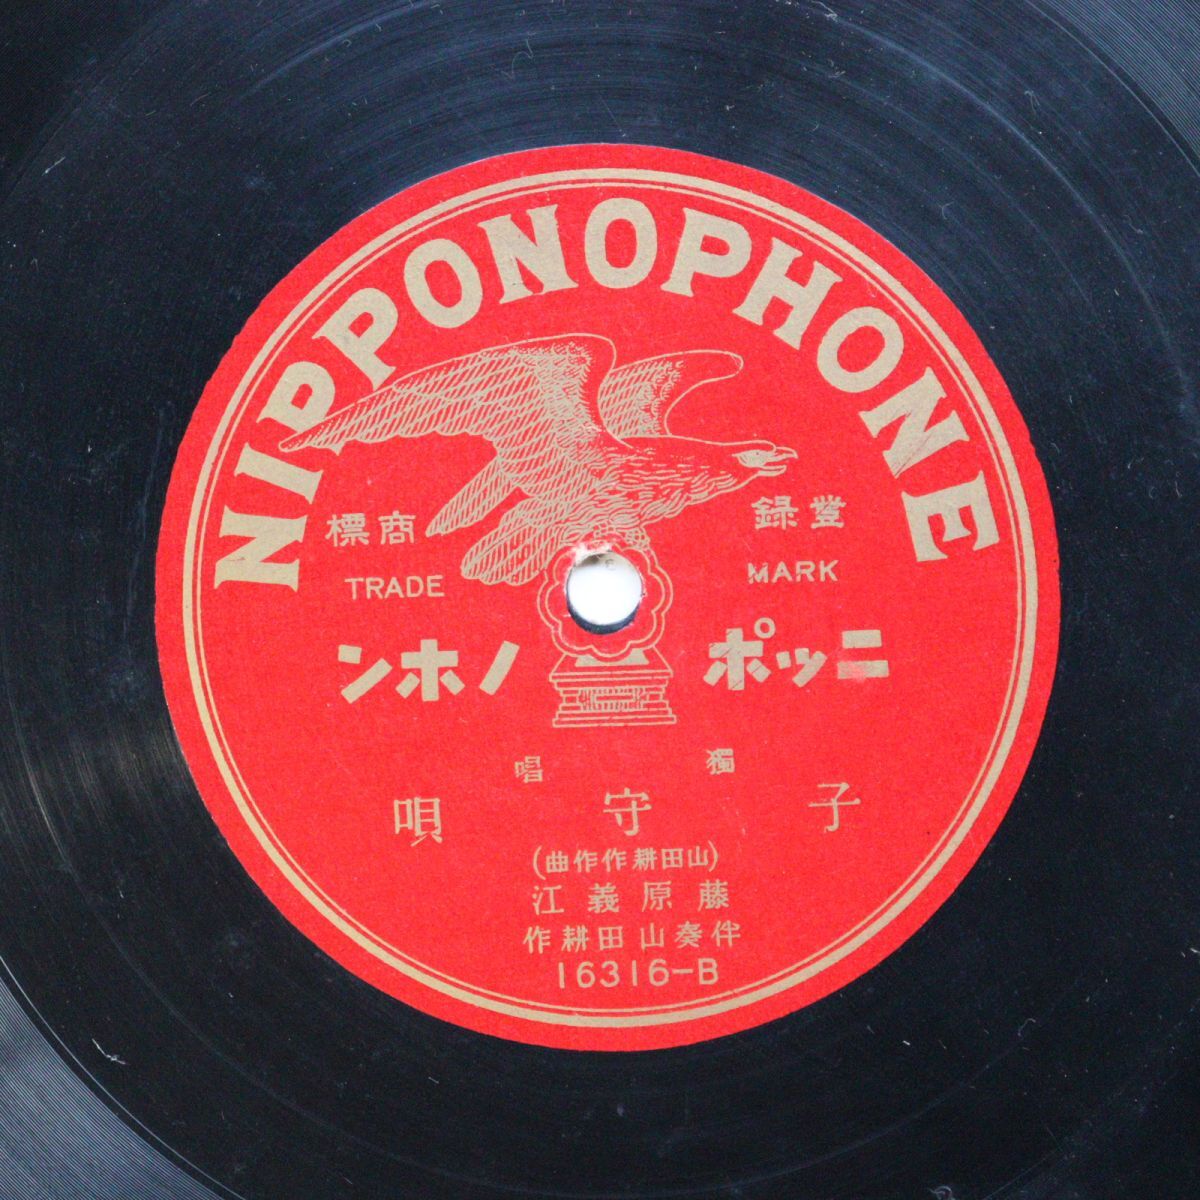 NIPPONOPHONE
登録商標
TRADE MARK
ニッポノホン
獨唱
子守唄
(山田耕作作曲)
藤原義江
伴奏山田耕作
16316-B